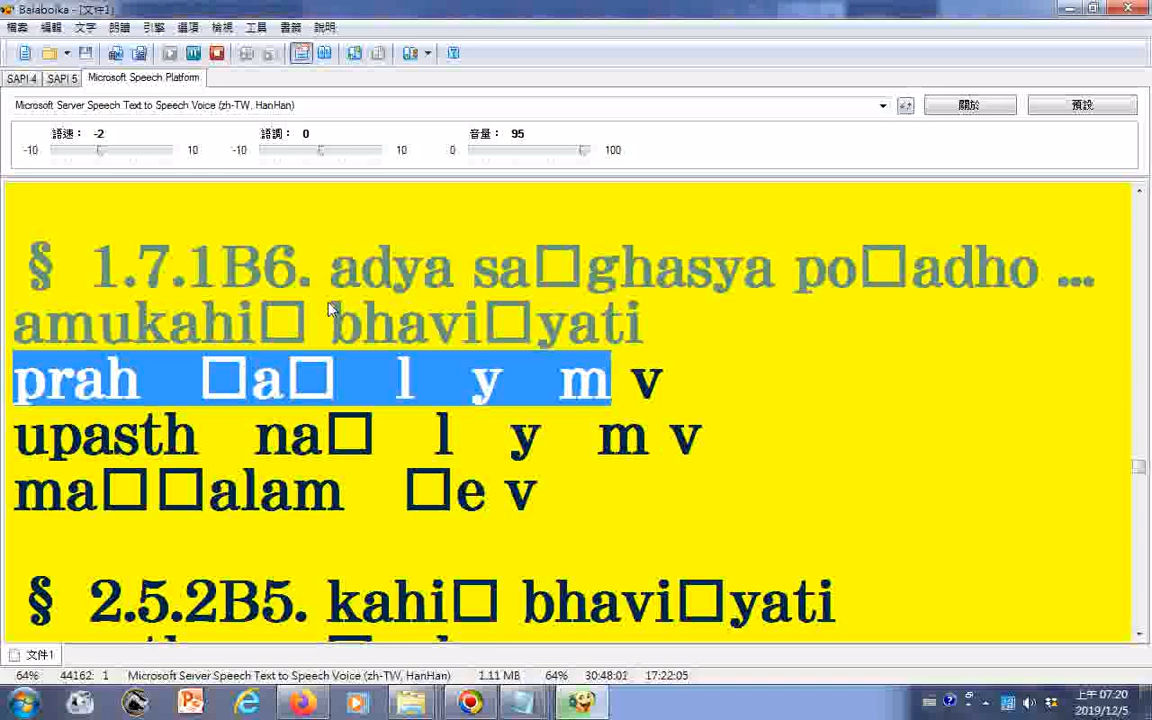 Balabolka - [文件1]
檔案 編輯 文字 朗讀 引擎 選項 檢視 工具 書籤 說明
SAPI 4 SAPI 5 Microsoft Speech Platform
Microsoft Server Speech Text to Speech Voice (zh-TW, HanHan) 關於 預設
語速： -2 語調： 0 音量： 95
-10 10 -10 10 0 100
§ 1.7.1B6. adya sa□ghasya po□adho ...
amukahi□ bhavi□yati
prah □a□ l y m v
upasth na□ l y m v
ma□□alam □e v
§ 2.5.2B5. kahi□ bhavi□yati
文件1
64% 44162: 1 Microsoft Server Speech Text to Speech Voice (zh-TW, HanHan) 1.11 MB 64% 30:48:02 17:22:05
上午 07:20
2019/12/5